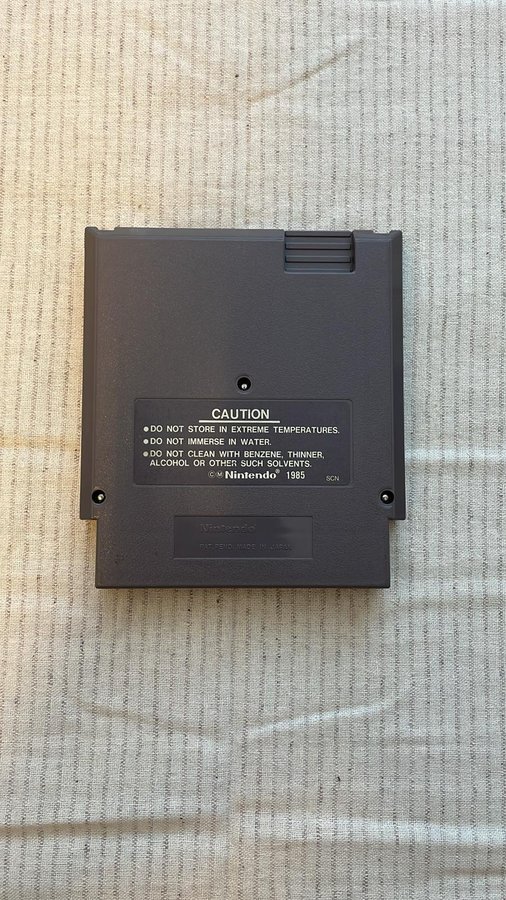 CAUTION
●DO NOT STORE IN EXTREME TEMPERATURES.
●DO NOT IMMERSE IN WATER.
●DO NOT CLEAN WITH BENZENE, THINNER,
ALCOHOL OR OTHER SUCH SOLVENTS.
©Ⓜ Nintendo® 1985 SCN
Nintendo
PAT. PEND. MADE IN JAPAN